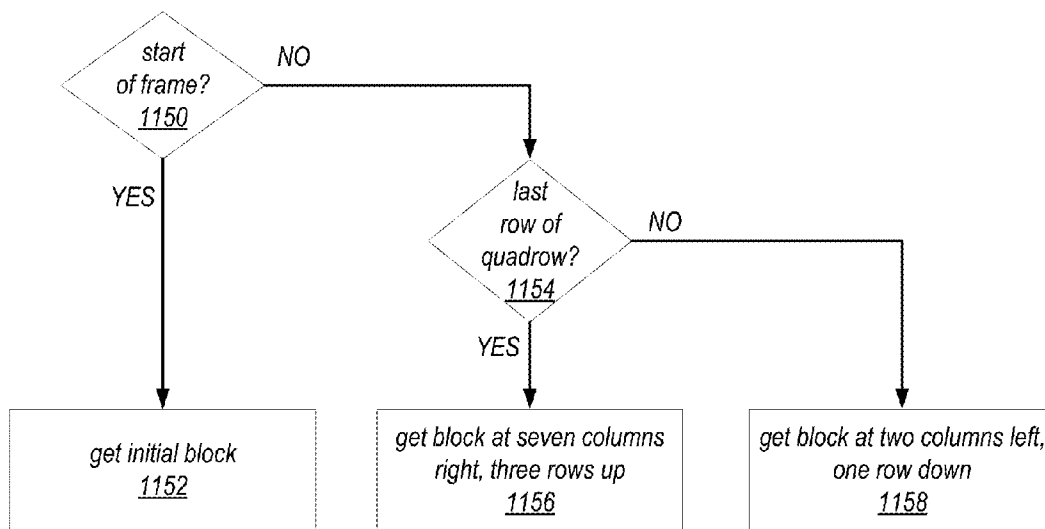 start
of frame?
1150
NO
YES
last
row of
quadrow?
1154
NO
YES
get initial block
1152
get block at seven columns
right, three rows up
1156
get block at two columns left,
one row down
1158